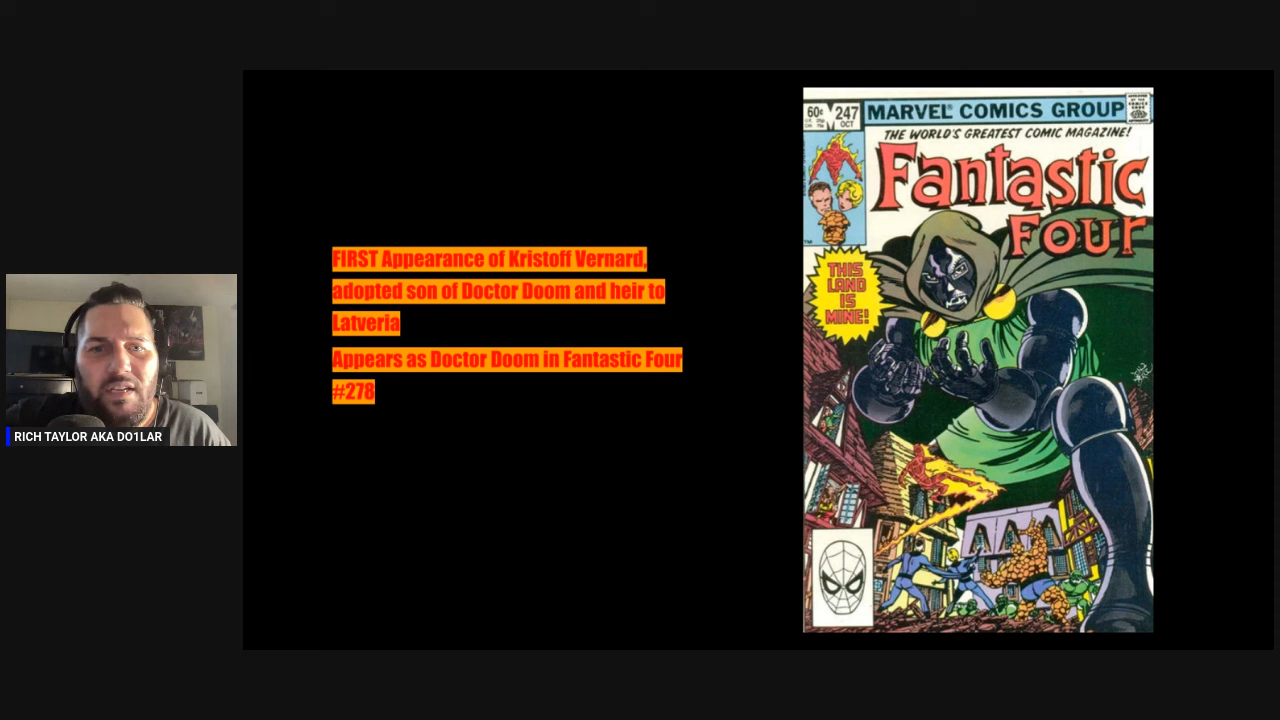 FIRST Appearance of Kristoff Vernard,
adopted son of Doctor Doom and heir to
Latveria
Appears as Doctor Doom in Fantastic Four
#278
RICH TAYLOR AKA DO1LAR
60¢
247
OCT
MARVEL COMICS GROUP
THE WORLD'S GREATEST COMIC MAGAZINE!
Fantastic
Four
THIS
LAND
IS
MINE!